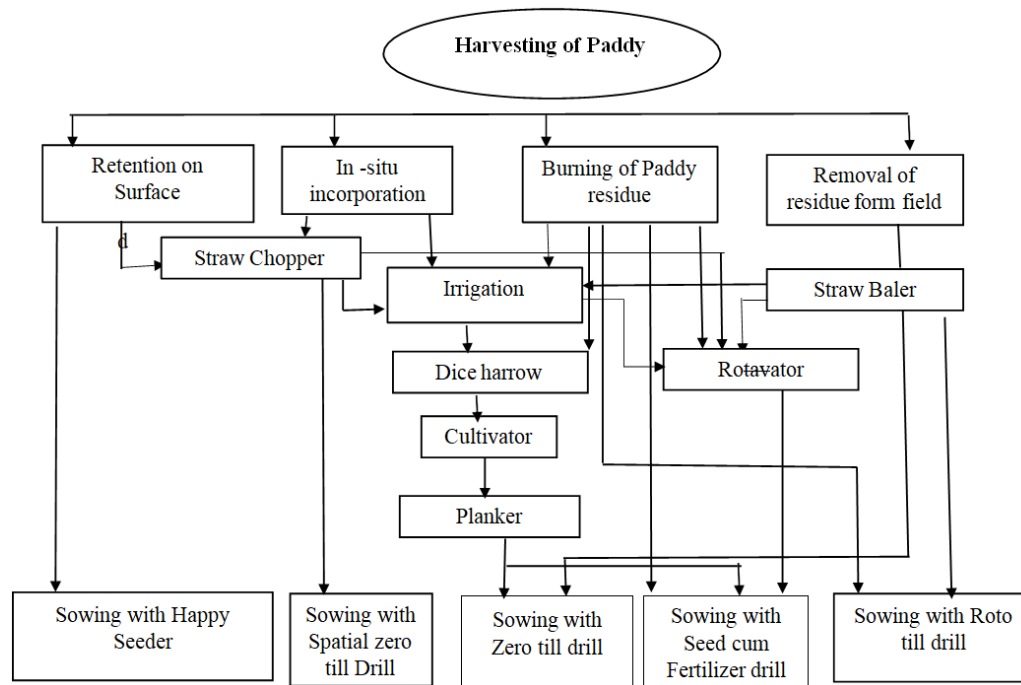 Harvesting of Paddy
Retention on
Surface
In -situ
incorporation
Burning of Paddy
residue
Removal of
residue form field
d
Straw Chopper
Irrigation
Straw Baler
Dice harrow
Rotavator
Cultivator
Planker
Sowing with Happy
Seeder
Sowing with
Spatial zero
till Drill
Sowing with
Zero till drill
Sowing with
Seed cum
Fertilizer drill
Sowing with Roto
till drill